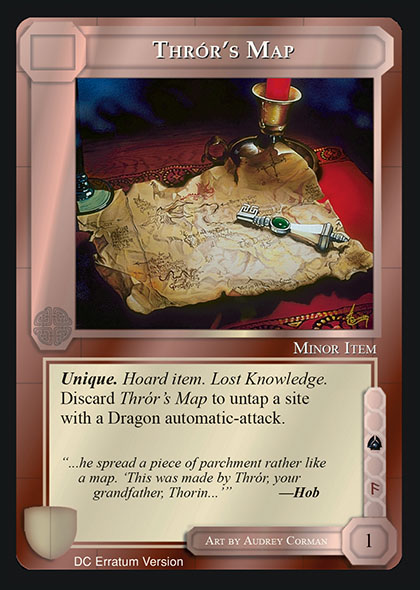 Thrór's Map
Minor Item
Unique. Hoard item. Lost Knowledge.
Discard Thrór's Map to untap a site
with a Dragon automatic-attack.
“...he spread a piece of parchment rather like
a map. ‘This was made by Thrór, your
grandfather, Thorin...’” —Hob
Art by Audrey Corman
1
DC Erratum Version